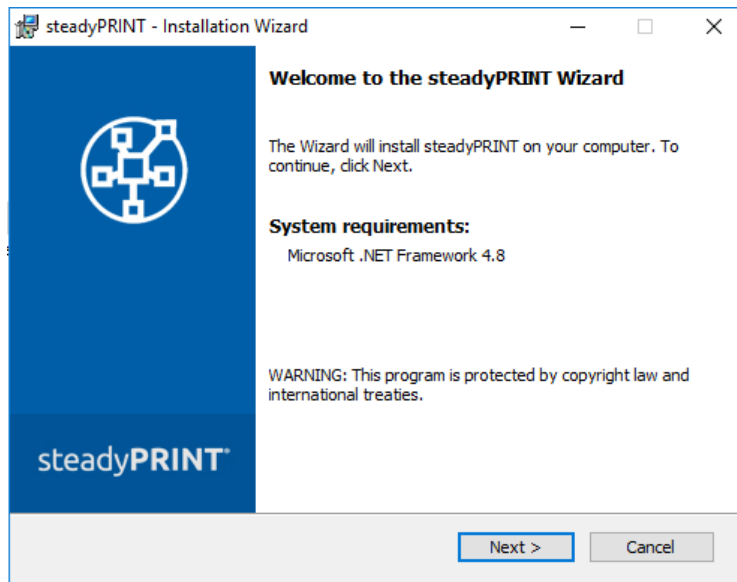 steadyPRINT - Installation Wizard
Welcome to the steadyPRINT Wizard
The Wizard will install steadyPRINT on your computer. To
continue, click Next.
System requirements:
Microsoft .NET Framework 4.8
WARNING: This program is protected by copyright law and
international treaties.
steadyPRINT®
Next >
Cancel